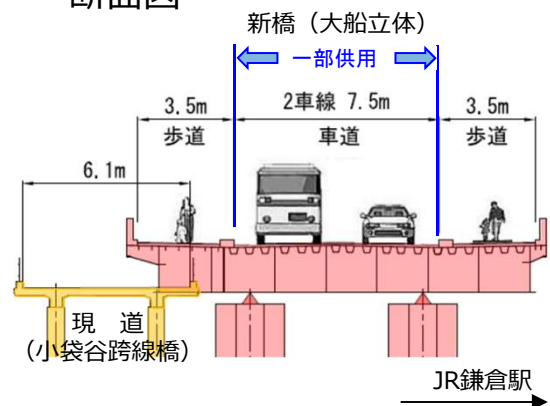 断面図
新橋（大船立体）
一部供用
3.5m
2車線 7.5m
3.5m
歩道
車道
歩道
6.1m
現 道
（小袋谷跨線橋）
JR鎌倉駅